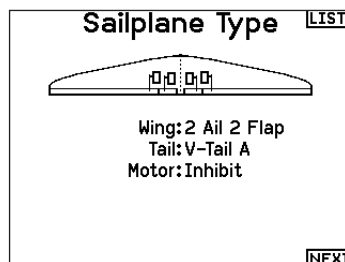 Sailplane Type LIST
Wing: 2 Ail 2 Flap
Tail: V-Tail A
Motor: Inhibit
NEXT